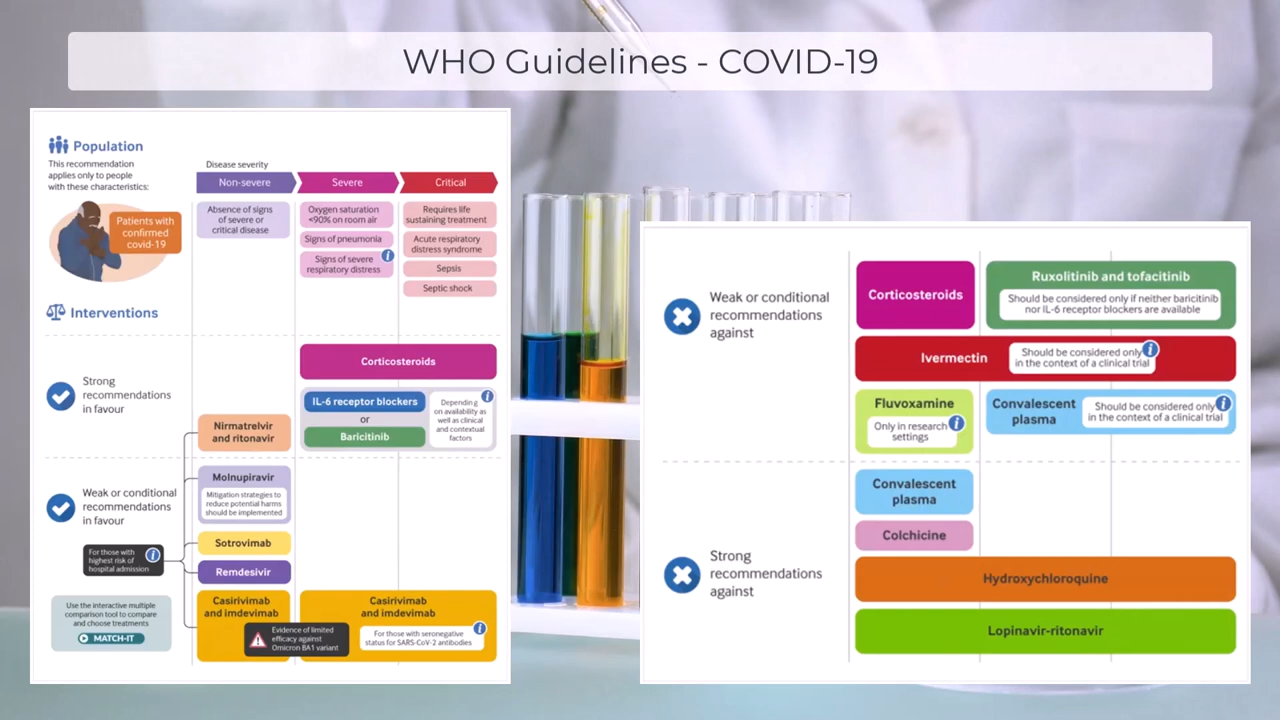 WHO Guidelines - COVID-19
Population
This recommendation
applies only to people
with these characteristics:
Patients with
confirmed
covid-19
Disease severity
Non-severe
Severe
Critical
Absence of signs
of severe or
critical disease
Oxygen saturation
<90% on room air
Signs of pneumonia
Signs of severe
respiratory distress
Requires life
sustaining treatment
Acute respiratory
distress syndrome
Sepsis
Septic shock
Interventions
Strong
recommendations
in favour
Corticosteroids
IL-6 receptor blockers
or
Baricitinib
Depending
on availability as
well as clinical
and contextual
factors
Nirmatrelvir
and ritonavir
Weak or conditional
recommendations
in favour
Molnupiravir
Mitigation strategies to
reduce potential harms
should be implemented
For those with
highest risk of
hospital admission
Sotrovimab
Remdesivir
Use the interactive multiple
comparison tool to compare
and choose treatments
MATCH-IT
Casirivimab
and imdevimab
Casirivimab
and imdevimab
Evidence of limited
efficacy against
Omicron BA1 variant
For those with seronegative
status for SARS-CoV-2 antibodies
Weak or conditional
recommendations
against
Corticosteroids
Ruxolitinib and tofacitinib
Should be considered only if neither baricitinib
nor IL-6 receptor blockers are available
Ivermectin
Should be considered only
in the context of a clinical trial
Fluvoxamine
Only in research
settings
Convalescent
plasma
Should be considered only
in the context of a clinical trial
Strong
recommendations
against
Convalescent
plasma
Colchicine
Hydroxychloroquine
Lopinavir-ritonavir